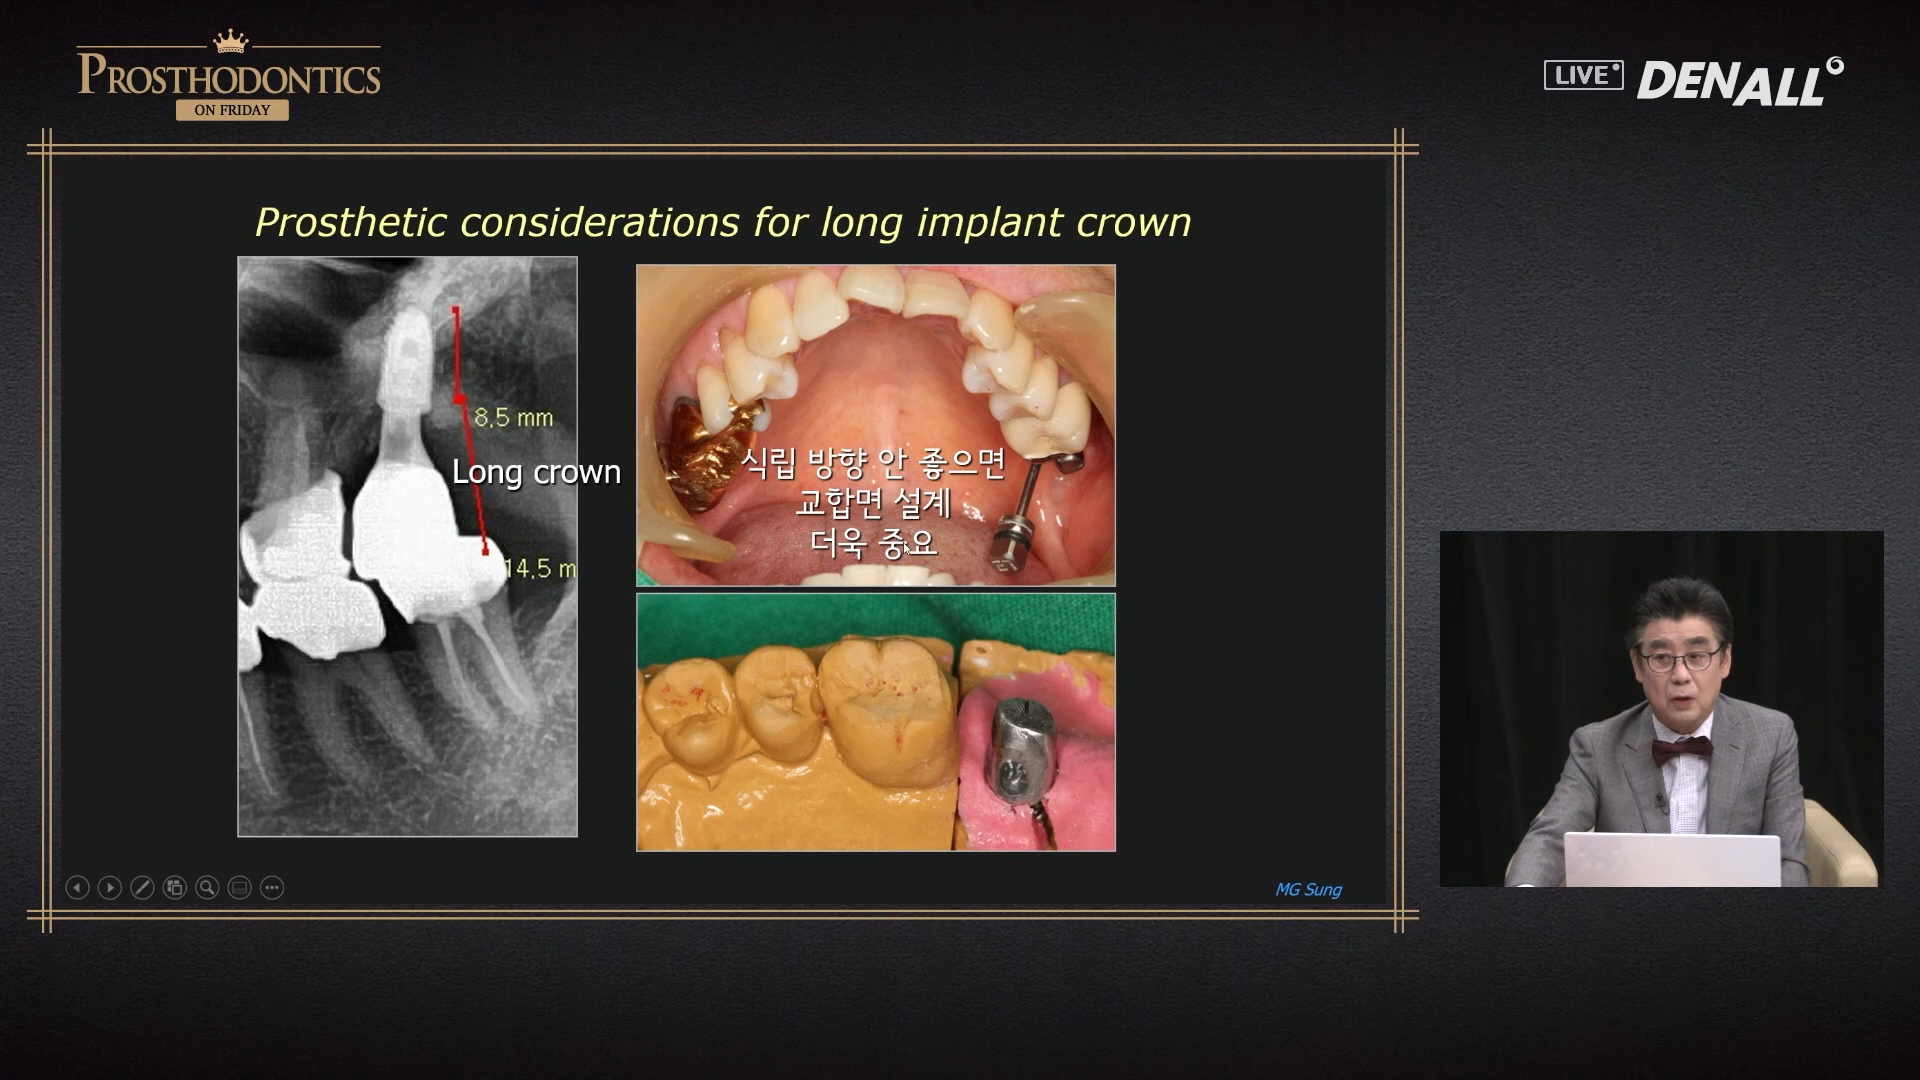 PROSTHODONTICS
ON FRIDAY
LIVE
DENALL
Prosthetic considerations for long implant crown
8.5 mm
Long crown
14.5 m
식립 방향 안 좋으면
교합면 설계
더욱 중요
MG Sung